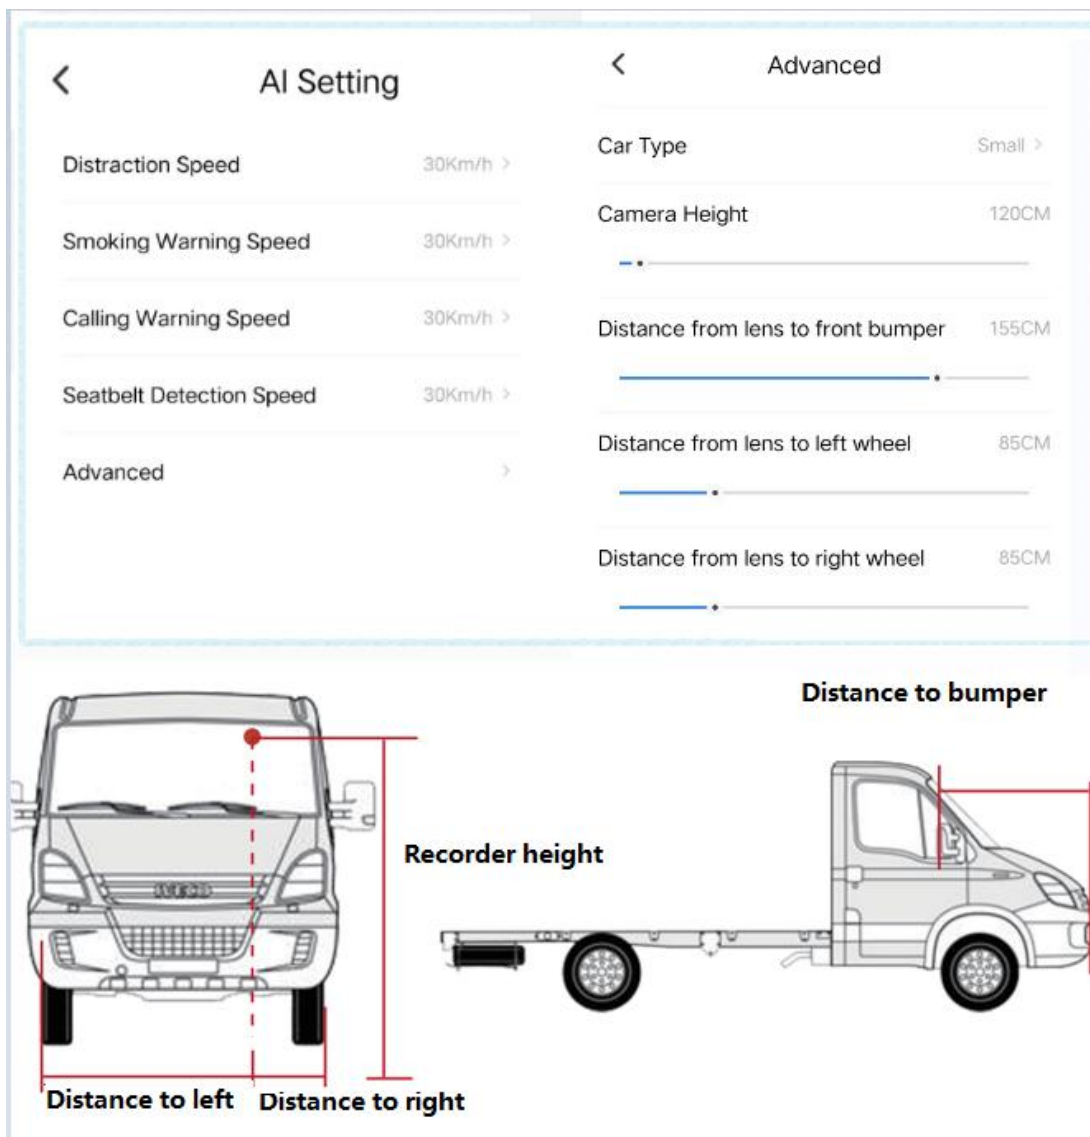 AI Setting
Distraction Speed 30Km/h
Smoking Warning Speed 30Km/h
Calling Warning Speed 30Km/h
Seatbelt Detection Speed 30Km/h
Advanced
Advanced
Car Type Small
Camera Height 120CM
Distance from lens to front bumper 155CM
Distance from lens to left wheel 85CM
Distance from lens to right wheel 85CM
Distance to bumper
IVECO
Recorder height
Distance to left Distance to right